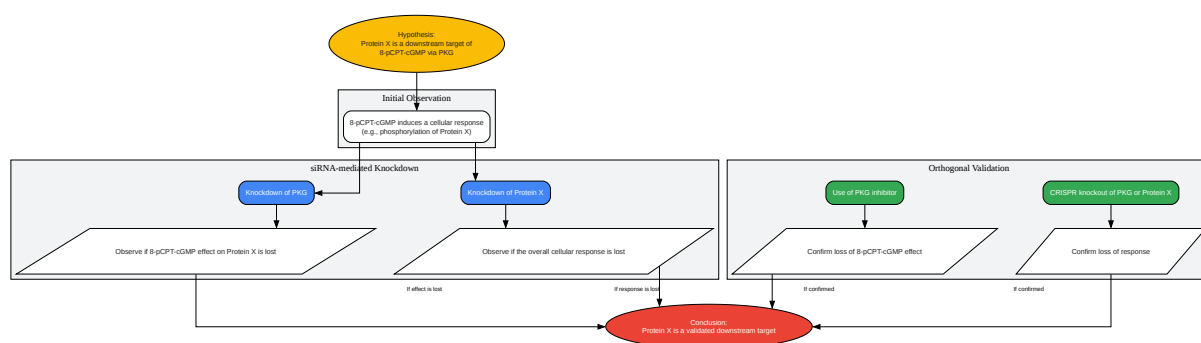 Hypothesis:
Protein X is a downstream target of
8-pCPT-cGMP via PKG
Initial Observation
8-pCPT-cGMP induces a cellular response
(e.g., phosphorylation of Protein X)
siRNA-mediated Knockdown
Orthogonal Validation
Knockdown of PKG
Knockdown of Protein X
Use of PKG inhibitor
CRISPR knockout of PKG or Protein X
Observe if 8-pCPT-cGMP effect on Protein X is lost
Observe if the overall cellular response is lost
Confirm loss of 8-pCPT-cGMP effect
Confirm loss of response
If effect is lost
If response is lost
If confirmed
If confirmed
Conclusion:
Protein X is a validated downstream target